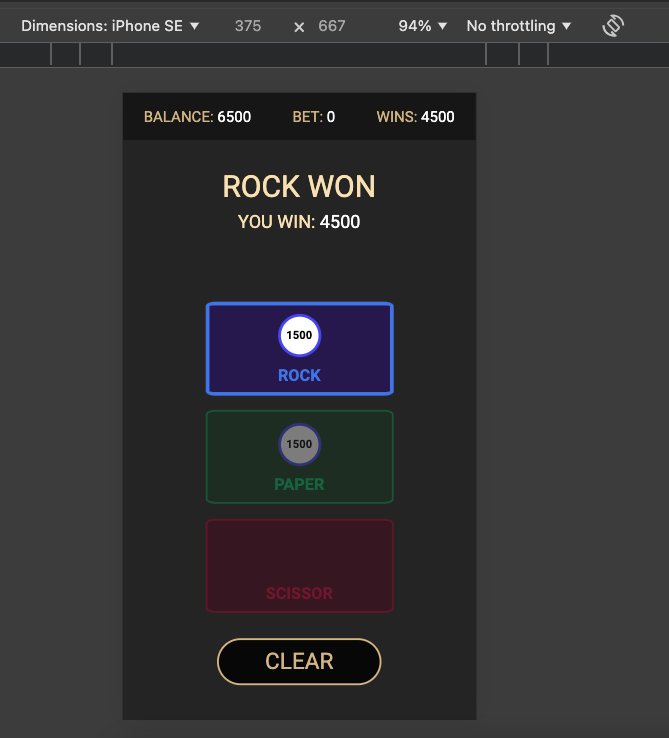 Dimensions: iPhone SE ▼ 375 × 667 94% ▼ No throttling ▼
BALANCE: 6500 BET: 0 WINS: 4500
ROCK WON
YOU WIN: 4500
1500
ROCK
1500
PAPER
SCISSOR
CLEAR